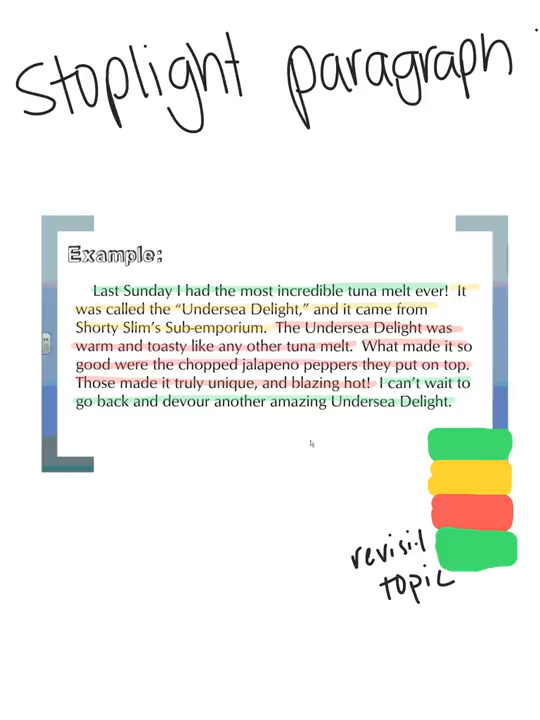 Stoplight paragraph
Example:
Last Sunday I had the most incredible tuna melt ever! It
was called the “Undersea Delight,” and it came from
Shorty Slim’s Sub-emporium. The Undersea Delight was
warm and toasty like any other tuna melt. What made it so
good were the chopped jalapeno peppers they put on top.
Those made it truly unique, and blazing hot! I can’t wait to
go back and devour another amazing Undersea Delight.
revisit
topic